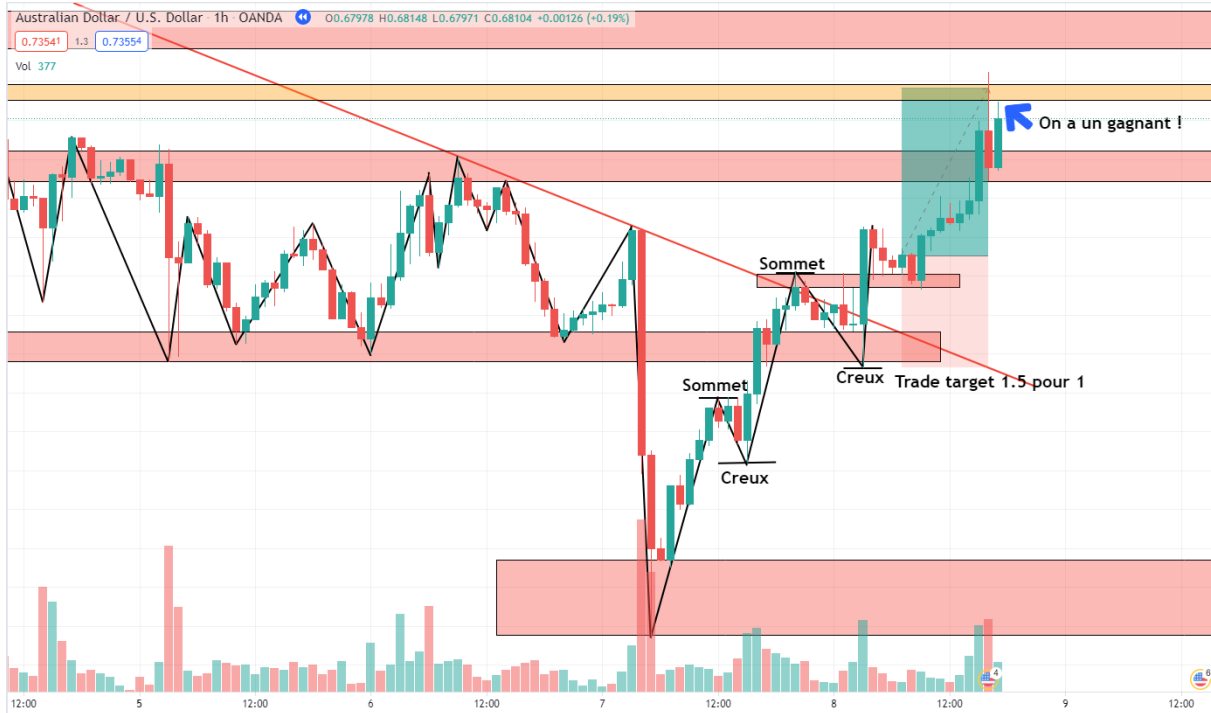 Australian Dollar / U.S. Dollar · 1h · OANDA O0.67978 H0.68148 L0.67971 C0.68104 +0.00126 (+0.19%)
0.73541 1.3 0.73554
Vol 377
On a un gagnant !
Sommet
Creux
Trade target 1.5 pour 1
Sommet
Creux
4
6
12:00 5 12:00 6 12:00 7 12:00 8 12:00 9 12:00